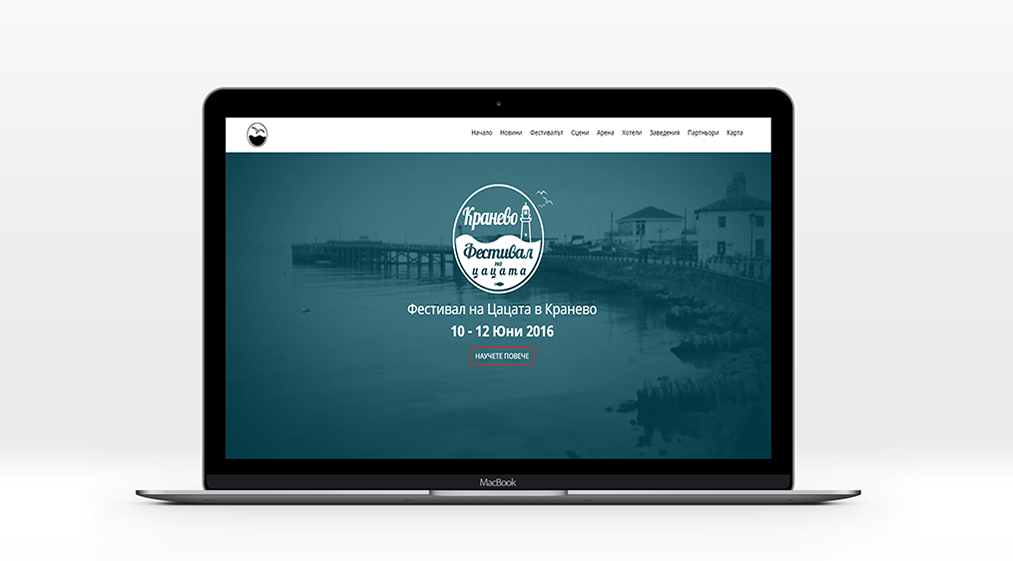 Начало Новини Фестивалът Сцени Арена Хотели Заведения Партньори Карта
Кранево
Фестивал
на
цацата
Фестивал на Цацата в Кранево
10 - 12 Юни 2016
НАУЧЕТЕ ПОВЕЧЕ
MacBook